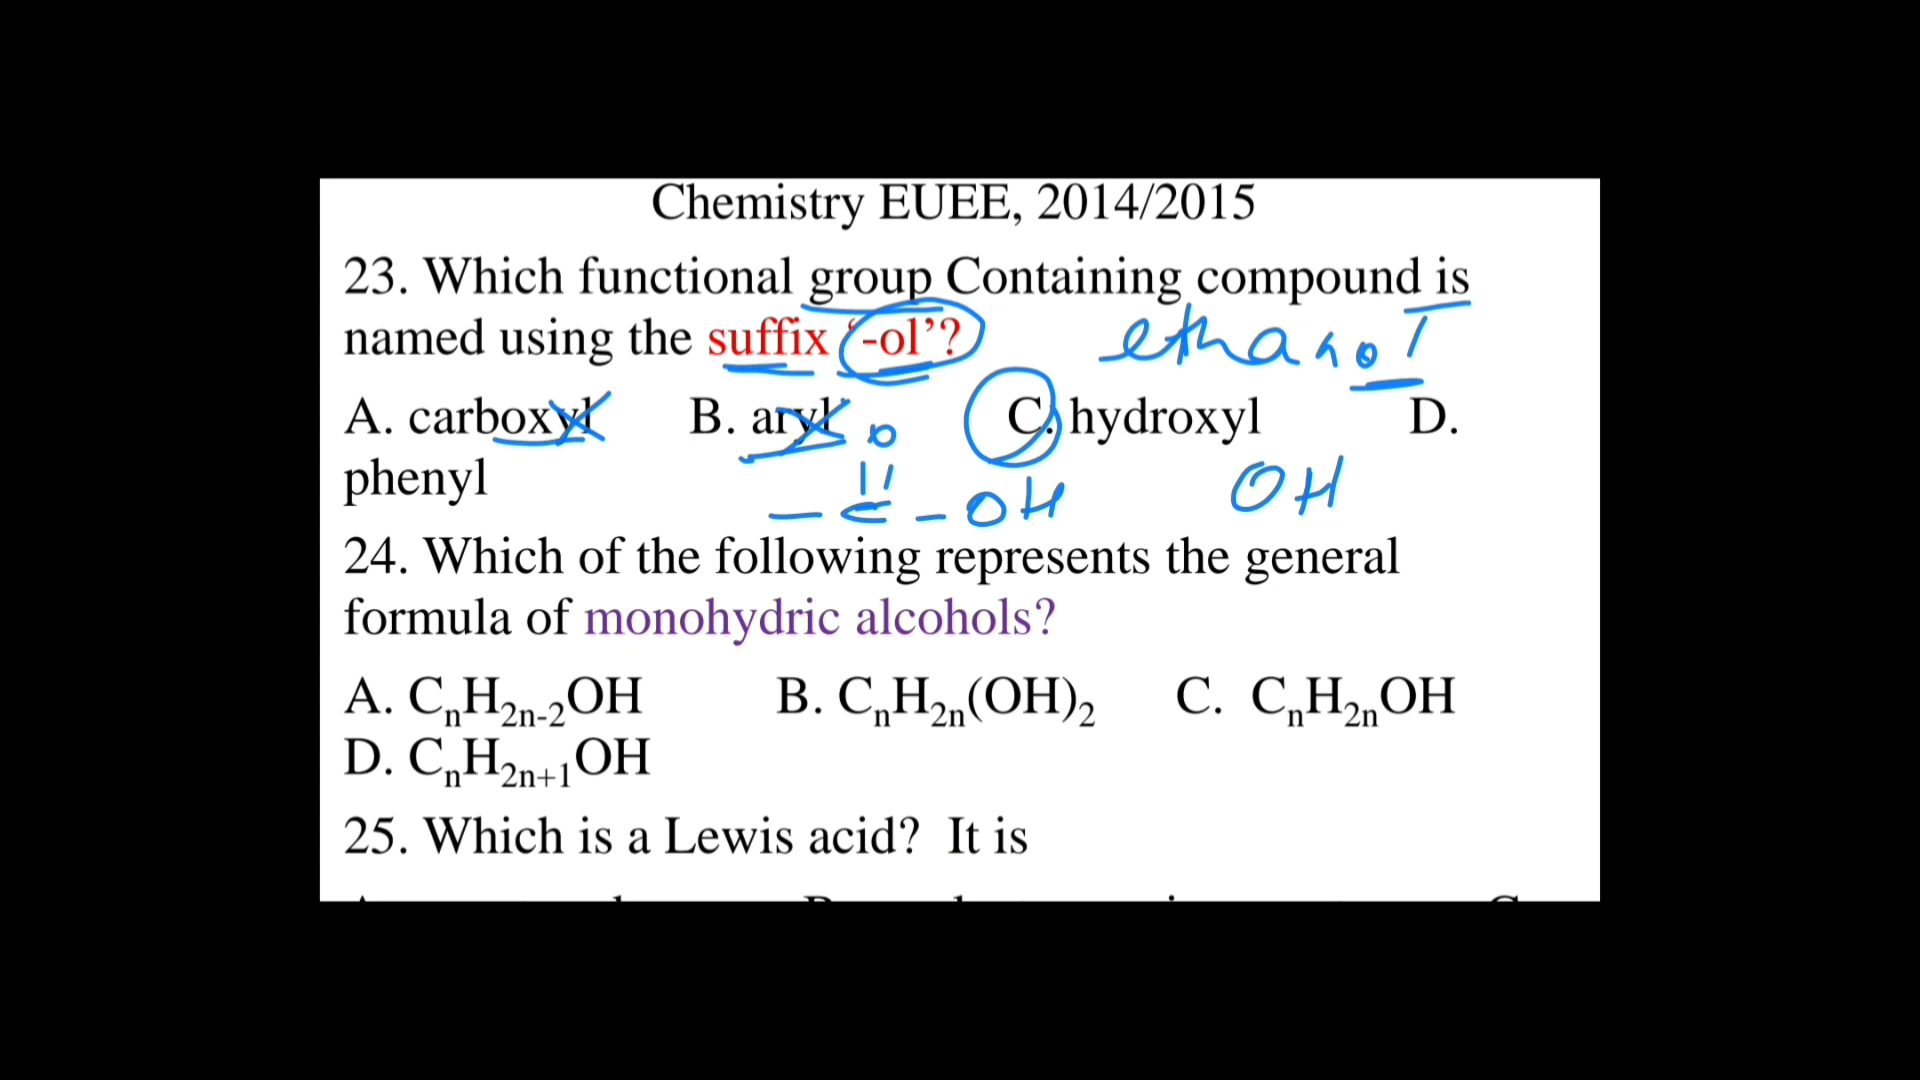 Chemistry EUEE, 2014/2015
23. Which functional group Containing compound is
named using the suffix ‘-ol’?
ethanol
A. carboxyl B. aryl C. hydroxyl D.
phenyl
O
-C-OH OH
24. Which of the following represents the general
formula of monohydric alcohols?
A. CₙH₂ₙ₋₂OH B. CₙH₂ₙ(OH)₂ C. CₙH₂ₙOH
D. CₙH₂ₙ₊₁OH
25. Which is a Lewis acid? It is